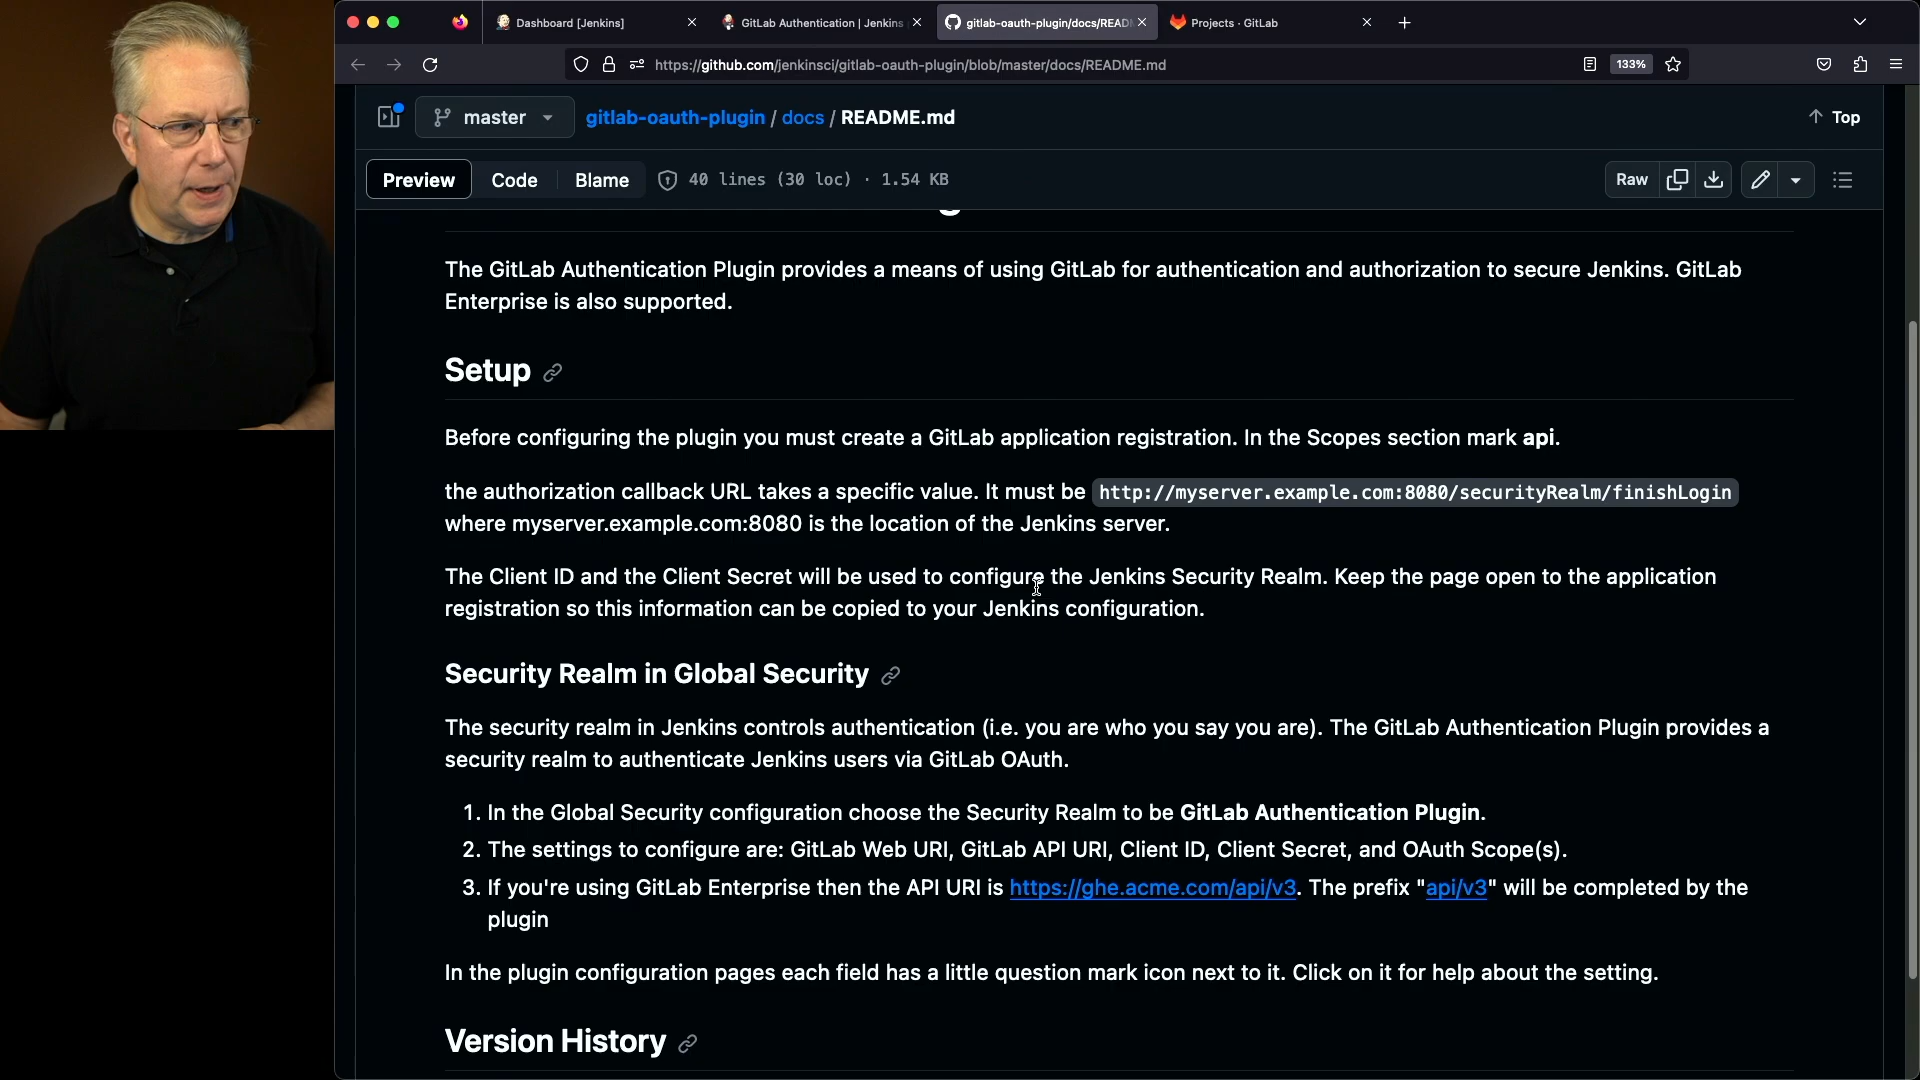 Dashboard [Jenkins]
GitLab Authentication | Jenkins
gitlab-oauth-plugin/docs/READ
Projects · GitLab
https://github.com/jenkinsci/gitlab-oauth-plugin/blob/master/docs/README.md
133%
master
gitlab-oauth-plugin / docs / README.md
Top
Preview
Code
Blame
40 lines (30 loc) · 1.54 KB
Raw
The GitLab Authentication Plugin provides a means of using GitLab for authentication and authorization to secure Jenkins. GitLab
Enterprise is also supported.
Setup
Before configuring the plugin you must create a GitLab application registration. In the Scopes section mark api.
the authorization callback URL takes a specific value. It must be http://myserver.example.com:8080/securityRealm/finishLogin
where myserver.example.com:8080 is the location of the Jenkins server.
The Client ID and the Client Secret will be used to configure the Jenkins Security Realm. Keep the page open to the application
registration so this information can be copied to your Jenkins configuration.
Security Realm in Global Security
The security realm in Jenkins controls authentication (i.e. you are who you say you are). The GitLab Authentication Plugin provides a
security realm to authenticate Jenkins users via GitLab OAuth.
1. In the Global Security configuration choose the Security Realm to be GitLab Authentication Plugin.
2. The settings to configure are: GitLab Web URI, GitLab API URI, Client ID, Client Secret, and OAuth Scope(s).
3. If you're using GitLab Enterprise then the API URI is https://ghe.acme.com/api/v3. The prefix "api/v3" will be completed by the
plugin
In the plugin configuration pages each field has a little question mark icon next to it. Click on it for help about the setting.
Version History